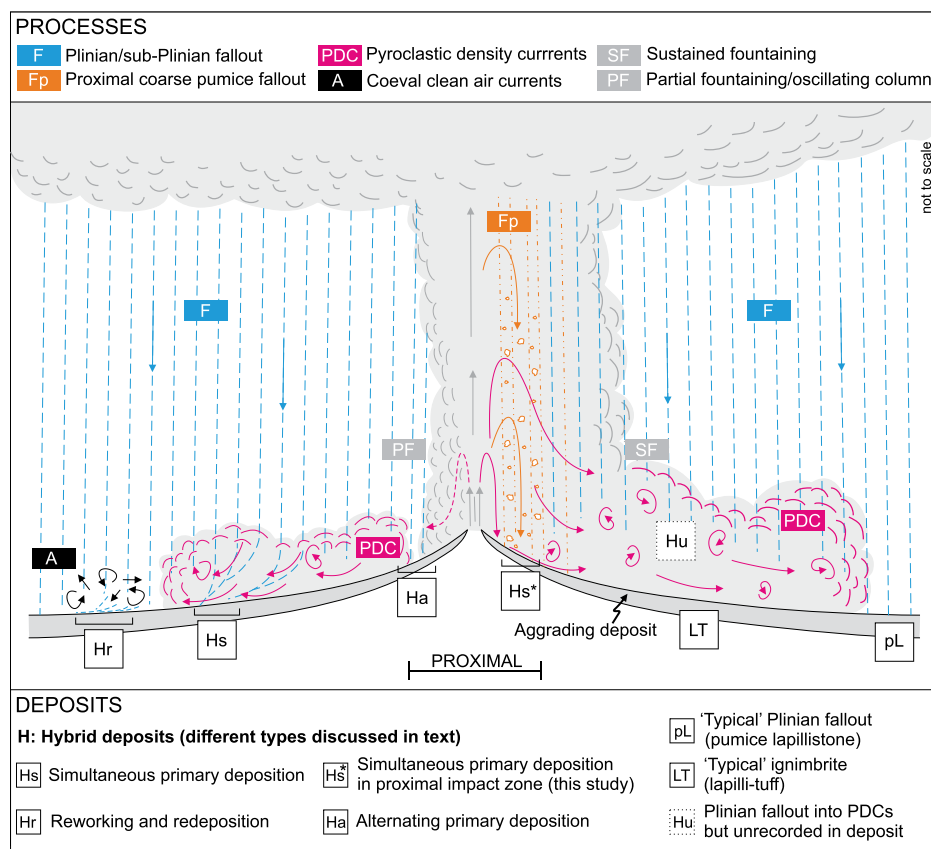 PROCESSES
F Plinian/sub-Plinian fallout
PDC Pyroclastic density currrents
SF Sustained fountaining
Fp Proximal coarse pumice fallout
A Coeval clean air currents
PF Partial fountaining/oscillating column
not to scale
Fp
F
F
PF
SF
PDC
PDC
Hu
A
Ha
Hs*
Aggrading deposit
LT
Hr
Hs
pL
PROXIMAL
DEPOSITS
H: Hybrid deposits (different types discussed in text)
Hs Simultaneous primary deposition
Hs* Simultaneous primary deposition
in proximal impact zone (this study)
Hr Reworking and redeposition
Ha Alternating primary deposition
pL 'Typical' Plinian fallout
(pumice lapillistone)
LT 'Typical' ignimbrite
(lapilli-tuff)
Hu Plinian fallout into PDCs
but unrecorded in deposit